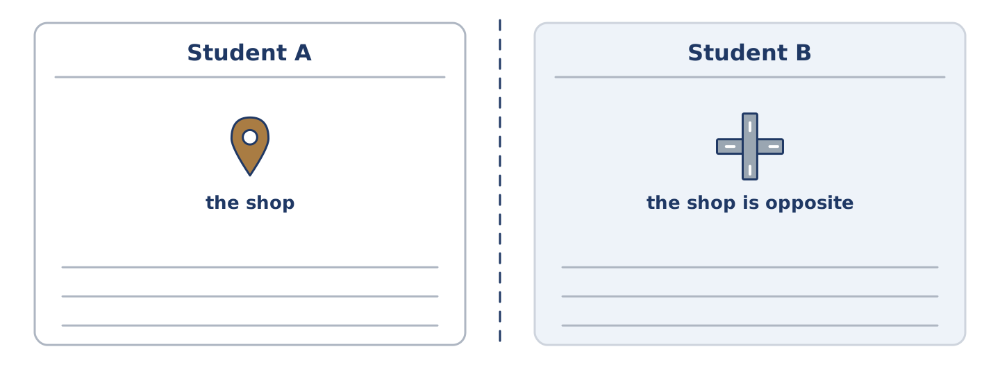 Student A
the shop
Student B
the shop is opposite